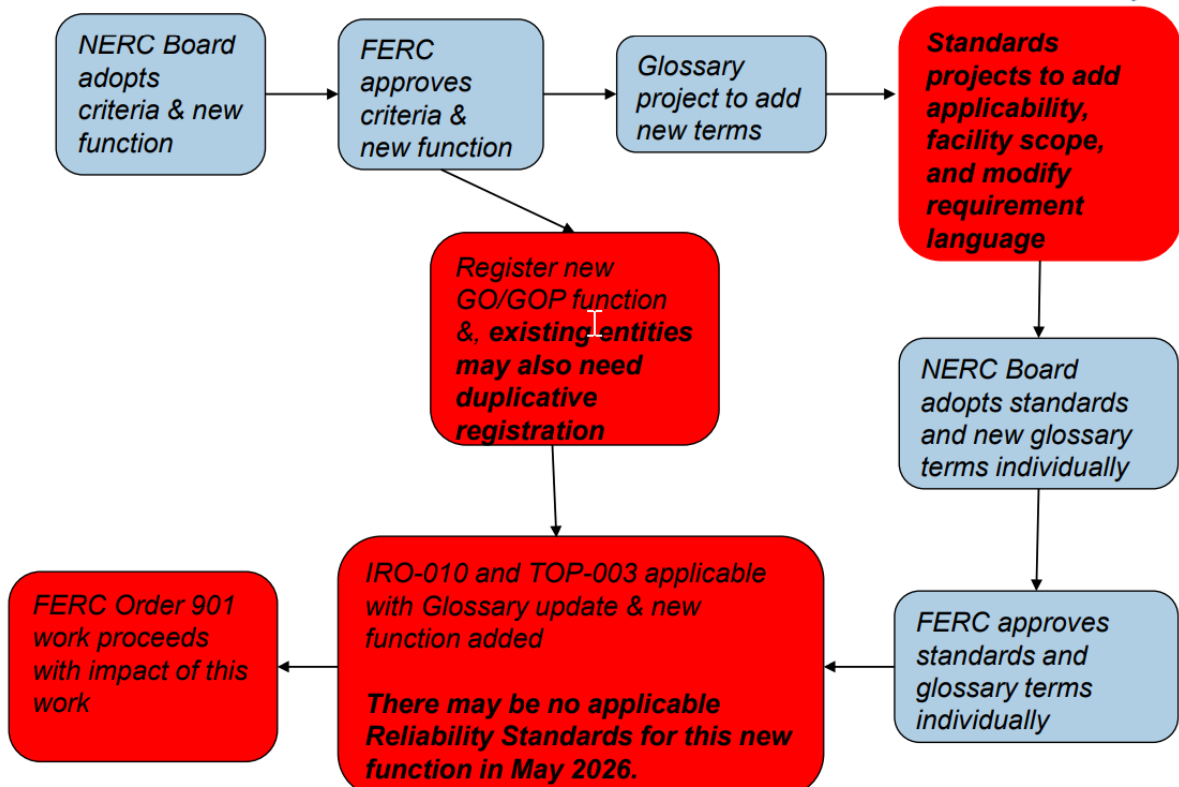 NERC Board
adopts
criteria & new
function
FERC
approves
criteria &
new function
Glossary
project to add
new terms
Standards
projects to add
applicability,
facility scope,
and modify
requirement
language
Register new
GO/GOP function
&, existing entities
may also need
duplicative
registration
NERC Board
adopts standards
and new glossary
terms individually
FERC Order 901
work proceeds
with impact of this
work
IRO-010 and TOP-003 applicable
with Glossary update & new
function added
There may be no applicable
Reliability Standards for this new
function in May 2026.
FERC approves
standards and
glossary terms
individually